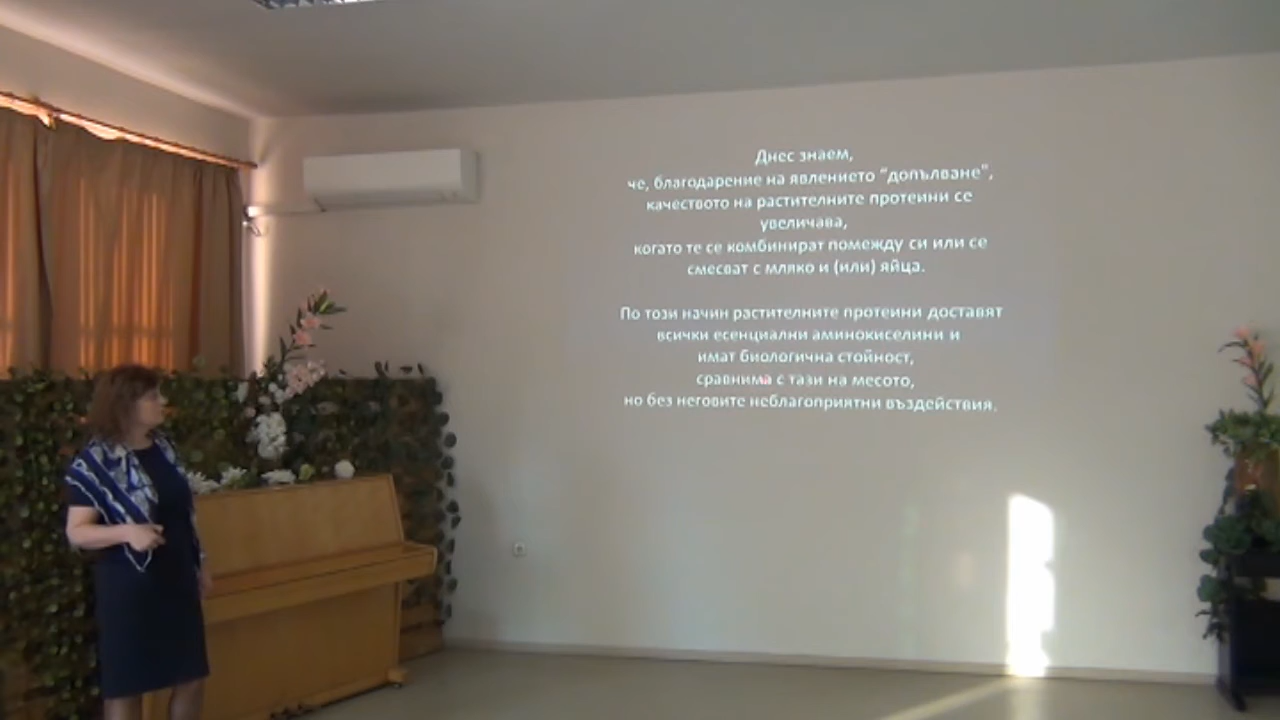 Днес знаем,
че, благодарение на явлението "допълване",
качеството на растителните протеини се
увеличава,
когато те се комбинират помежду си или се
смесват с мляко и (или) яйца.
По този начин растителните протеини доставят
всички есенциални аминокиселини и
имат биологична стойност,
сравнима с тази на месото,
но без неговите неблагоприятни въздействия.